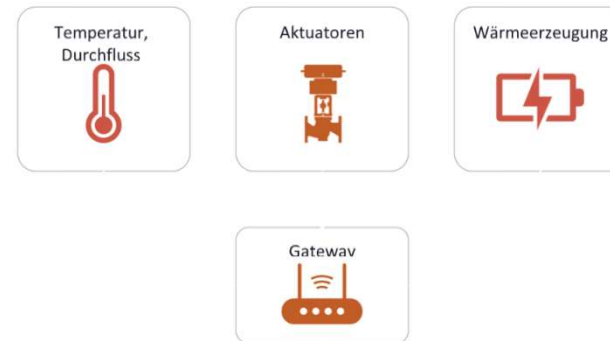 Temperatur,
Durchfluss
Aktuatoren
Wärmeerzeugung
Gateway